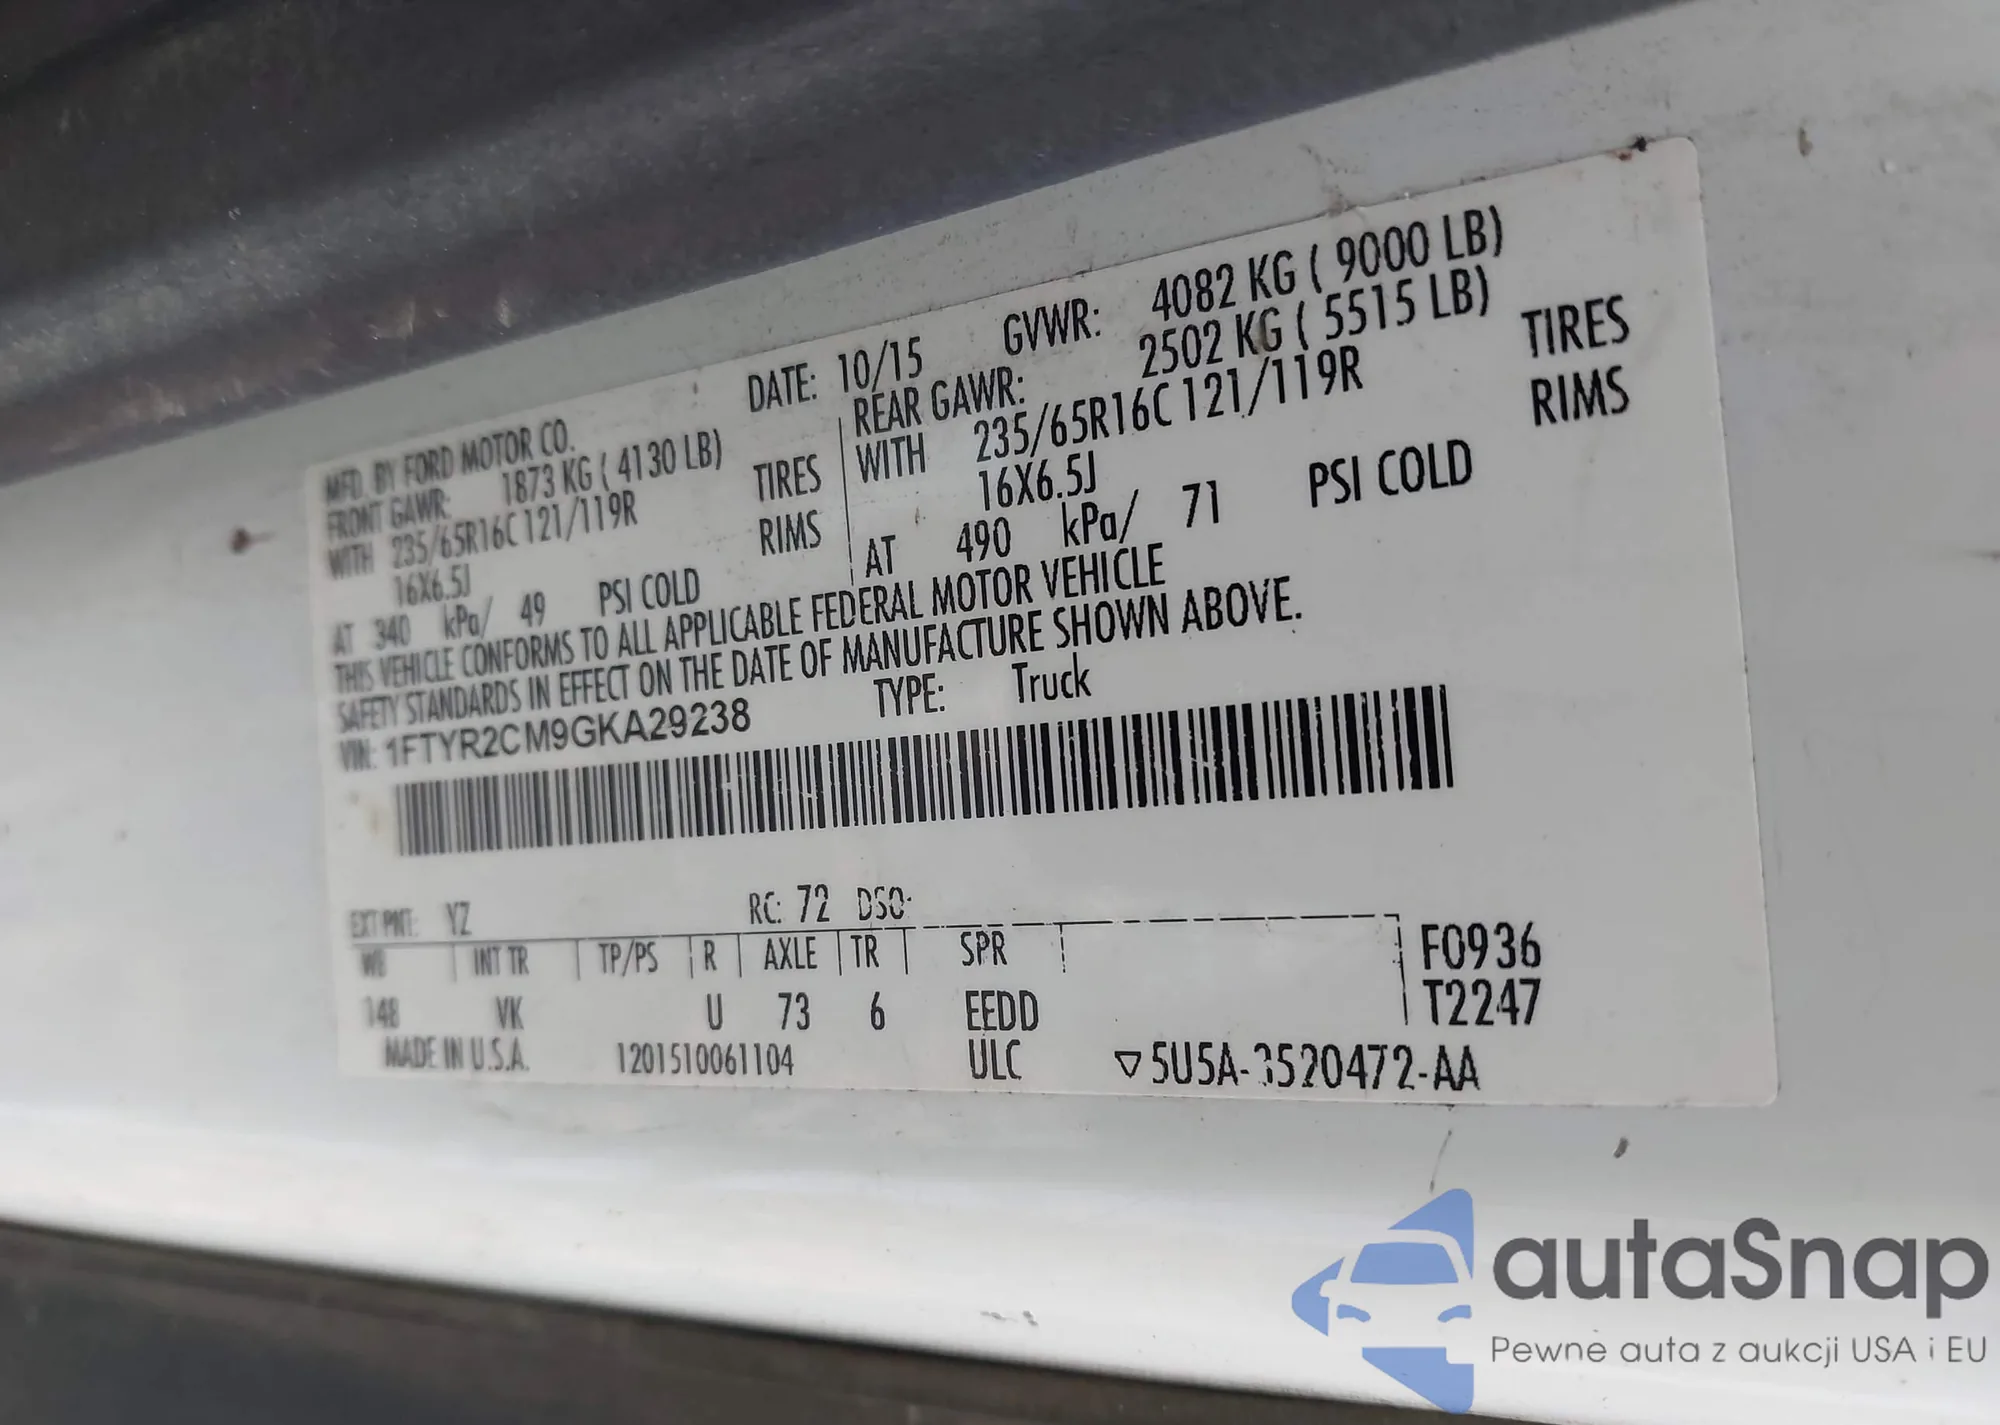 MFD. BY FORD MOTOR CO.
DATE: 10/15
GVWR: 4082 KG ( 9000 LB)
FRONT GAWR: 1873 KG ( 4130 LB)
REAR GAWR: 2502 KG ( 5515 LB)
WITH 235/65R16C 121/119R TIRES
WITH 235/65R16C 121/119R TIRES
16X6.5J RIMS
16X6.5J RIMS
AT 340 kPa/ 49 PSI COLD
AT 490 kPa/ 71 PSI COLD
THIS VEHICLE CONFORMS TO ALL APPLICABLE FEDERAL MOTOR VEHICLE
SAFETY STANDARDS IN EFFECT ON THE DATE OF MANUFACTURE SHOWN ABOVE.
VIN: 1FTYR2CM9GKA29238
TYPE: Truck
EXT PNT: YZ RC: 72 DSO:
WB INT TR TP/PS R AXLE TR SPR F0936
148 VK U 73 6 EEDD T2247
MADE IN U.S.A. 1201510061104 ULC ▽5U5A-3520472-AA
autaSnap
Pewne auta z aukcji USA i EU